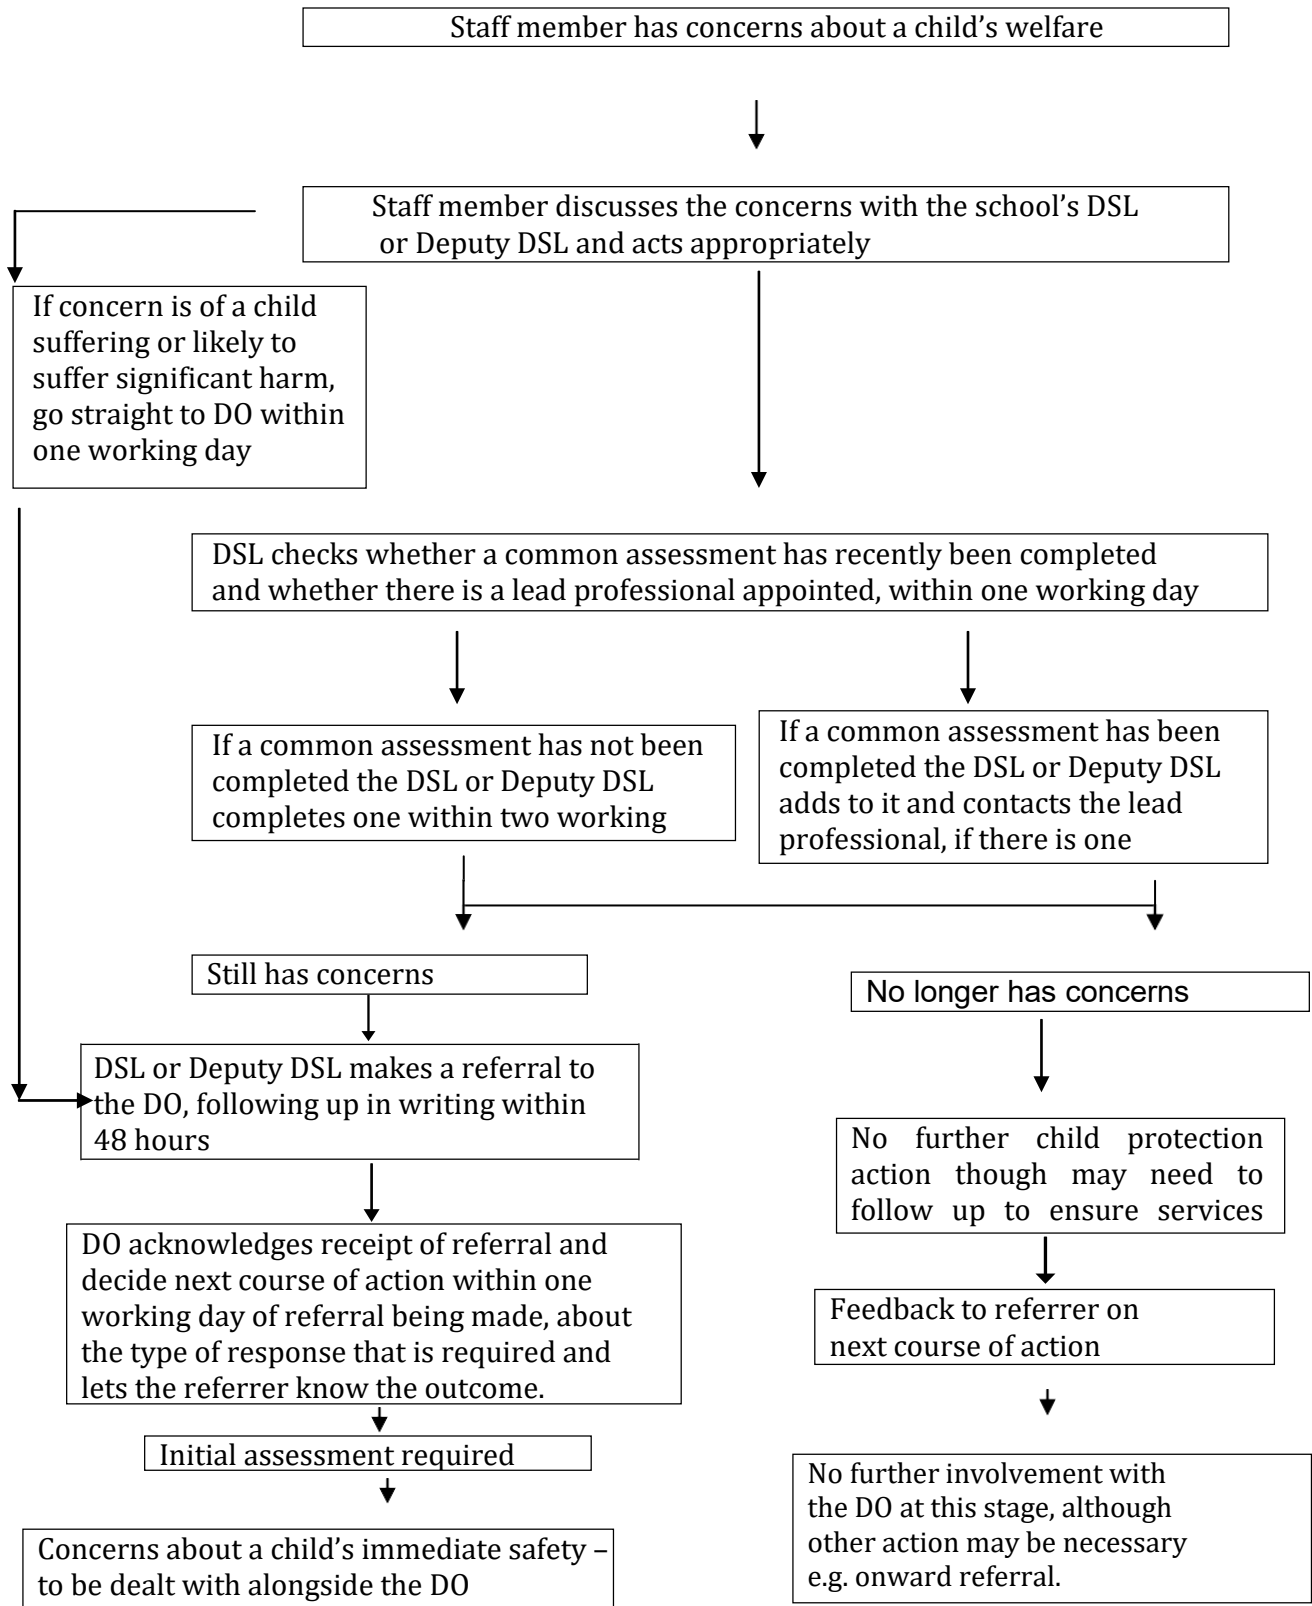 Staff member has concerns about a child’s welfare
Staff member discusses the concerns with the school’s DSL
or Deputy DSL and acts appropriately
If concern is of a child
suffering or likely to
suffer significant harm,
go straight to DO within
one working day
DSL checks whether a common assessment has recently been completed
and whether there is a lead professional appointed, within one working day
If a common assessment has not been
completed the DSL or Deputy DSL
completes one within two working
If a common assessment has been
completed the DSL or Deputy DSL
adds to it and contacts the lead
professional, if there is one
Still has concerns
No longer has concerns
DSL or Deputy DSL makes a referral to
the DO, following up in writing within
48 hours
No further child protection
action though may need to
follow up to ensure services
DO acknowledges receipt of referral and
decide next course of action within one
working day of referral being made, about
the type of response that is required and
lets the referrer know the outcome.
Feedback to referrer on
next course of action
Initial assessment required
No further involvement with
the DO at this stage, although
other action may be necessary
e.g. onward referral.
Concerns about a child’s immediate safety –
to be dealt with alongside the DO